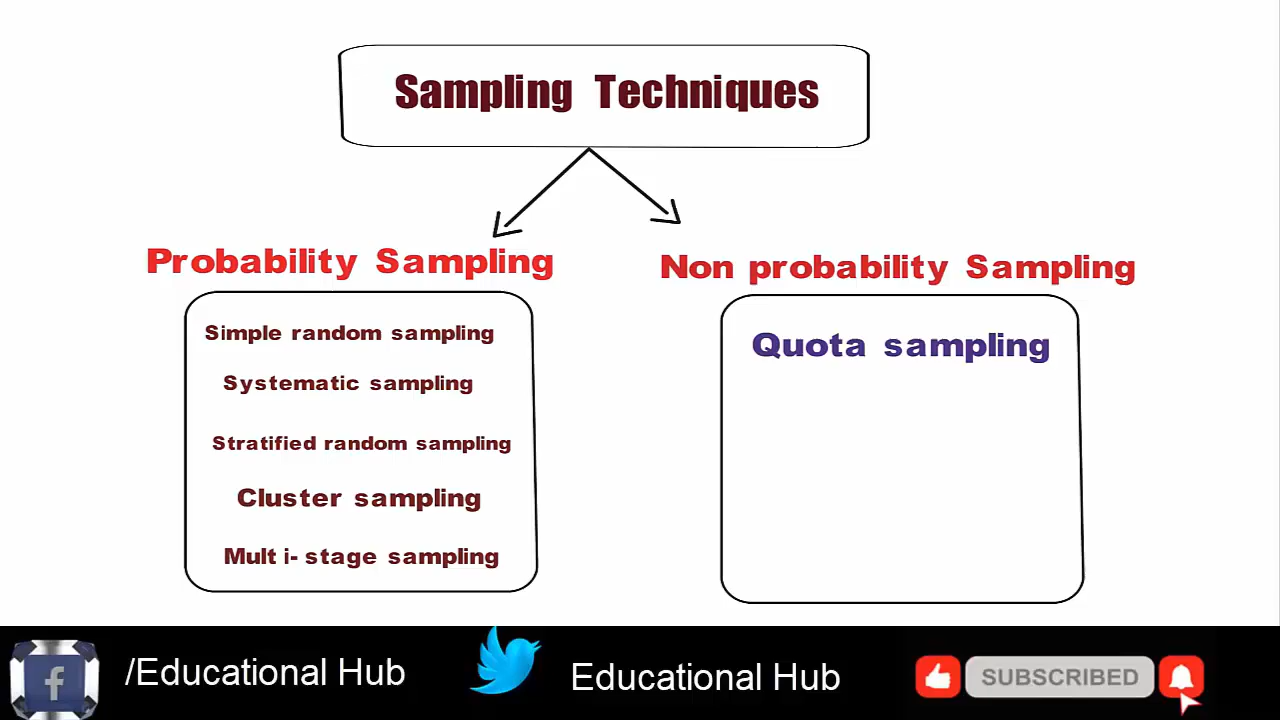 Sampling Techniques
Probability Sampling
Non probability Sampling
Simple random sampling
Systematic sampling
Stratified random sampling
Cluster sampling
Mult i- stage sampling
Quota sampling
/Educational Hub
Educational Hub
SUBSCRIBED